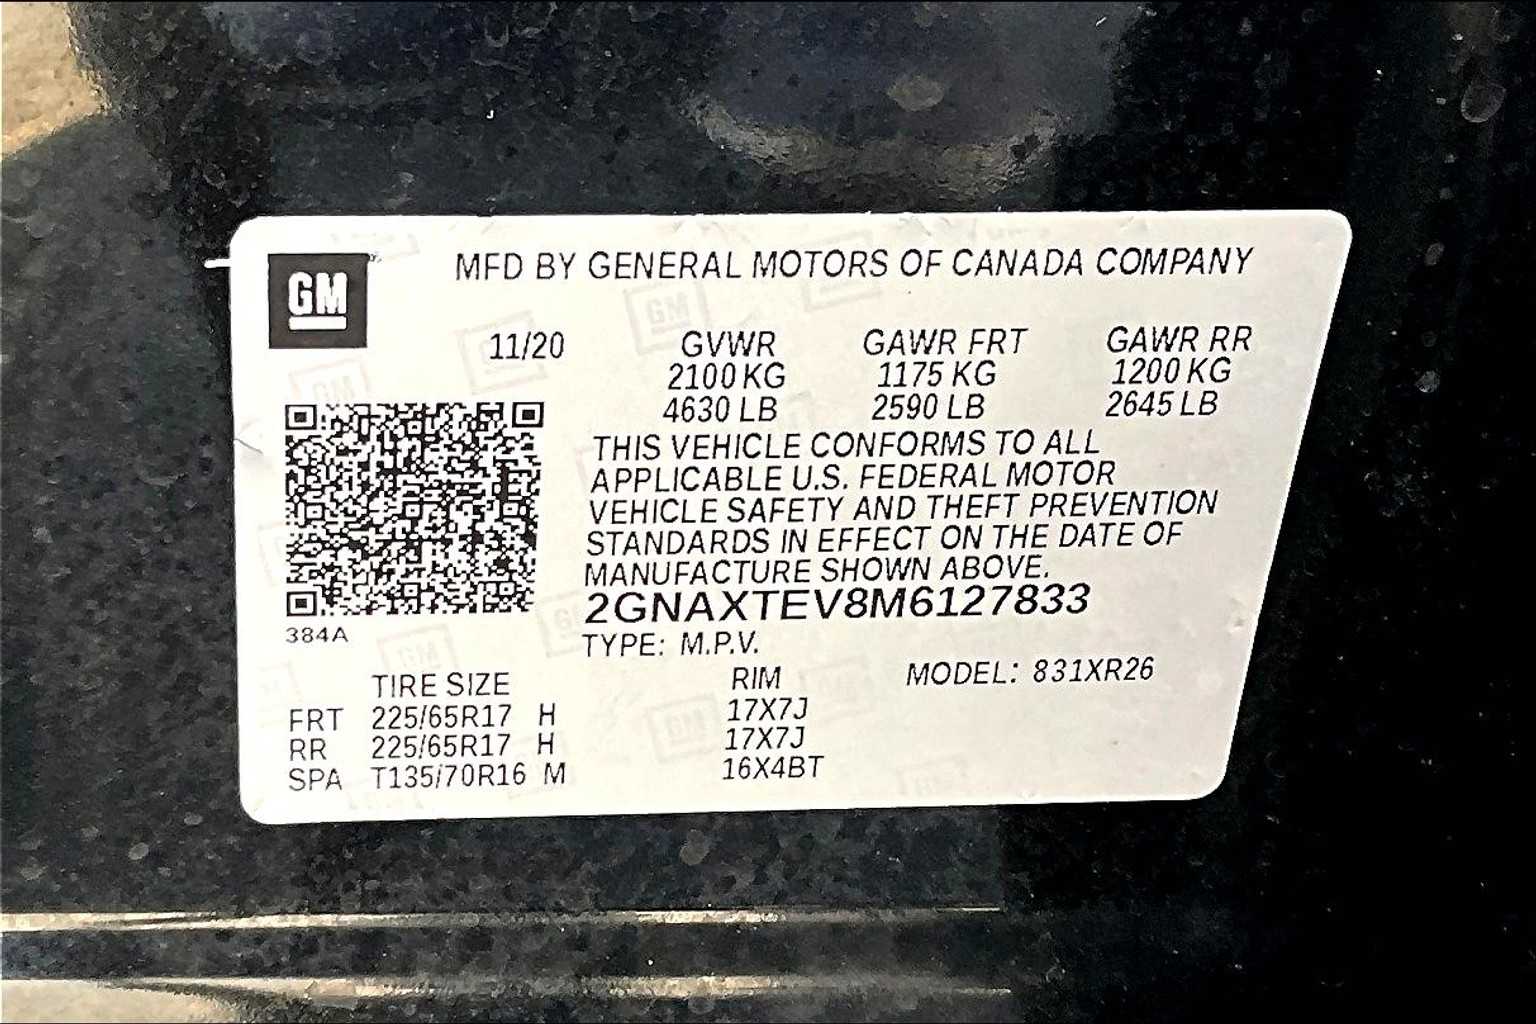 GM
MFD BY GENERAL MOTORS OF CANADA COMPANY
11/20 GVWR GAWR FRT GAWR RR
2100 KG 1175 KG 1200 KG
4630 LB 2590 LB 2645 LB
THIS VEHICLE CONFORMS TO ALL
APPLICABLE U.S. FEDERAL MOTOR
VEHICLE SAFETY AND THEFT PREVENTION
STANDARDS IN EFFECT ON THE DATE OF
MANUFACTURE SHOWN ABOVE.
2GNAXTEV8M6127833
384A
TYPE: M.P.V.
TIRE SIZE RIM MODEL: 831XR26
FRT 225/65R17 H 17X7J
RR 225/65R17 H 17X7J
SPA T135/70R16 M 16X4BT